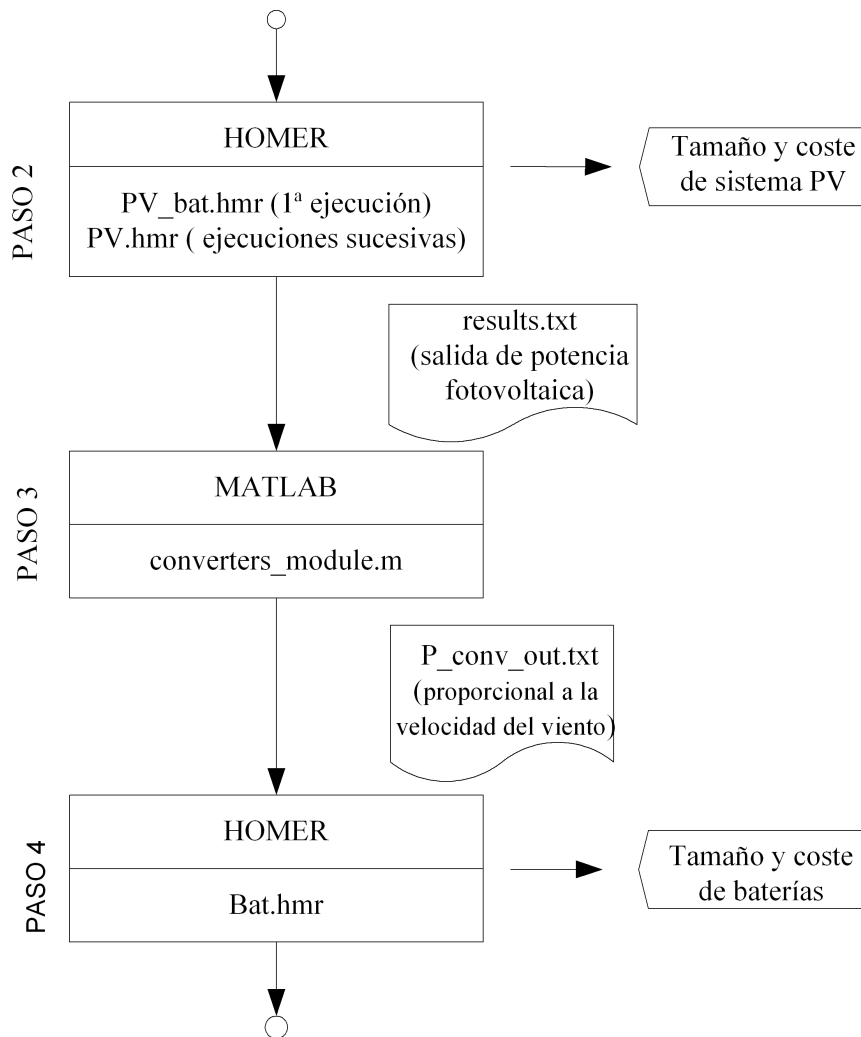 PASO 2
HOMER
PV_bat.hmr (1ª ejecución)
PV.hmr ( ejecuciones sucesivas)
Tamaño y coste
de sistema PV
results.txt
(salida de potencia
fotovoltaica)
PASO 3
MATLAB
converters_module.m
P_conv_out.txt
(proporcional a la
velocidad del viento)
PASO 4
HOMER
Bat.hmr
Tamaño y coste
de baterías